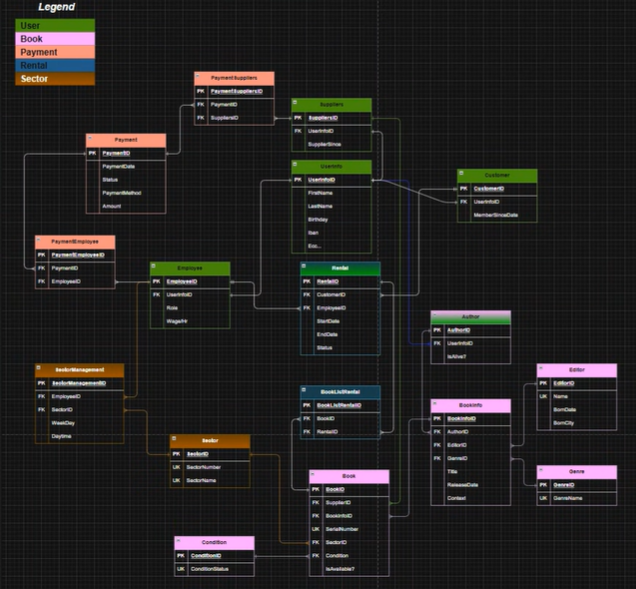 Legend
User
Book
Payment
Rental
Sector
PaymentSuppliers
PK PaymentSuppliersID
FK PaymentID
FK SuppliersID
Suppliers
PK SuppliersID
FK UserInfoID
SupplierSince
Payment
PK PaymentID
PaymentDate
Status
PaymentMethod
Amount
UserInfo
PK UserInfoID
FirstName
LastName
Birthday
Iban
Ecc...
Customer
PK CustomerID
FK UserInfoID
MemberSinceDate
PaymentEmployee
PK PaymentEmployeeID
FK PaymentID
FK EmployeeID
Employee
PK EmployeeID
FK UserInfoID
Role
Wage/Hr
Rental
PK RentalID
FK CustomerID
FK EmployeeID
StartDate
EndDate
Status
Author
PK AuthorID
FK UserInfoID
IsAlive?
SectorManagement
PK SectorManagementID
FK EmployeeID
FK SectorID
WeekDay
Daytime
BookListRental
PK BookListRentalID
FK BookID
FK RentalID
BookInfo
PK BookInfoID
FK AuthorID
FK EditorID
FK GenreID
Title
ReleaseDate
Context
Editor
PK EditorID
UK Name
BornDate
BornCity
Sector
PK SectorID
UK SectorNumber
UK SectorName
Genre
PK GenreID
UK GenreName
Book
PK BookID
FK SupplierID
FK BookInfoID
UK SerialNumber
FK SectorID
FK Condition
IsAvailable?
Condition
PK ConditionID
UK ConditionStatus